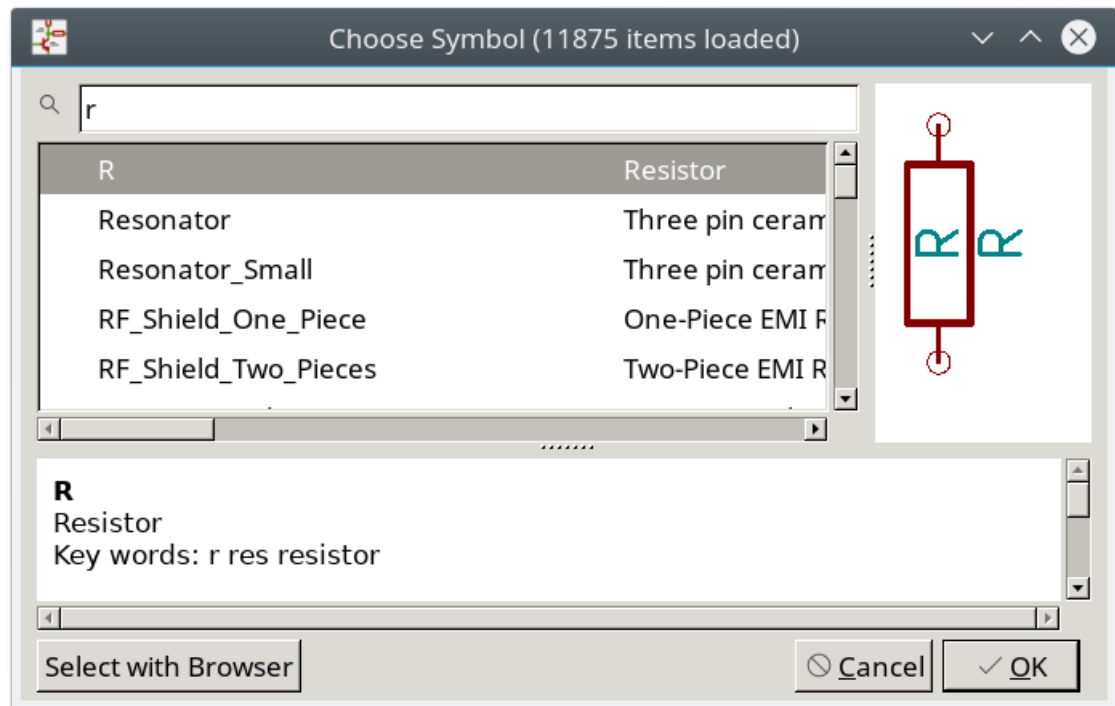 Choose Symbol (11875 items loaded)
r
R Resistor
Resonator Three pin ceram
Resonator_Small Three pin ceram
RF_Shield_One_Piece One-Piece EMI R
RF_Shield_Two_Pieces Two-Piece EMI R
R R
R
Resistor
Key words: r res resistor
Select with Browser Cancel OK